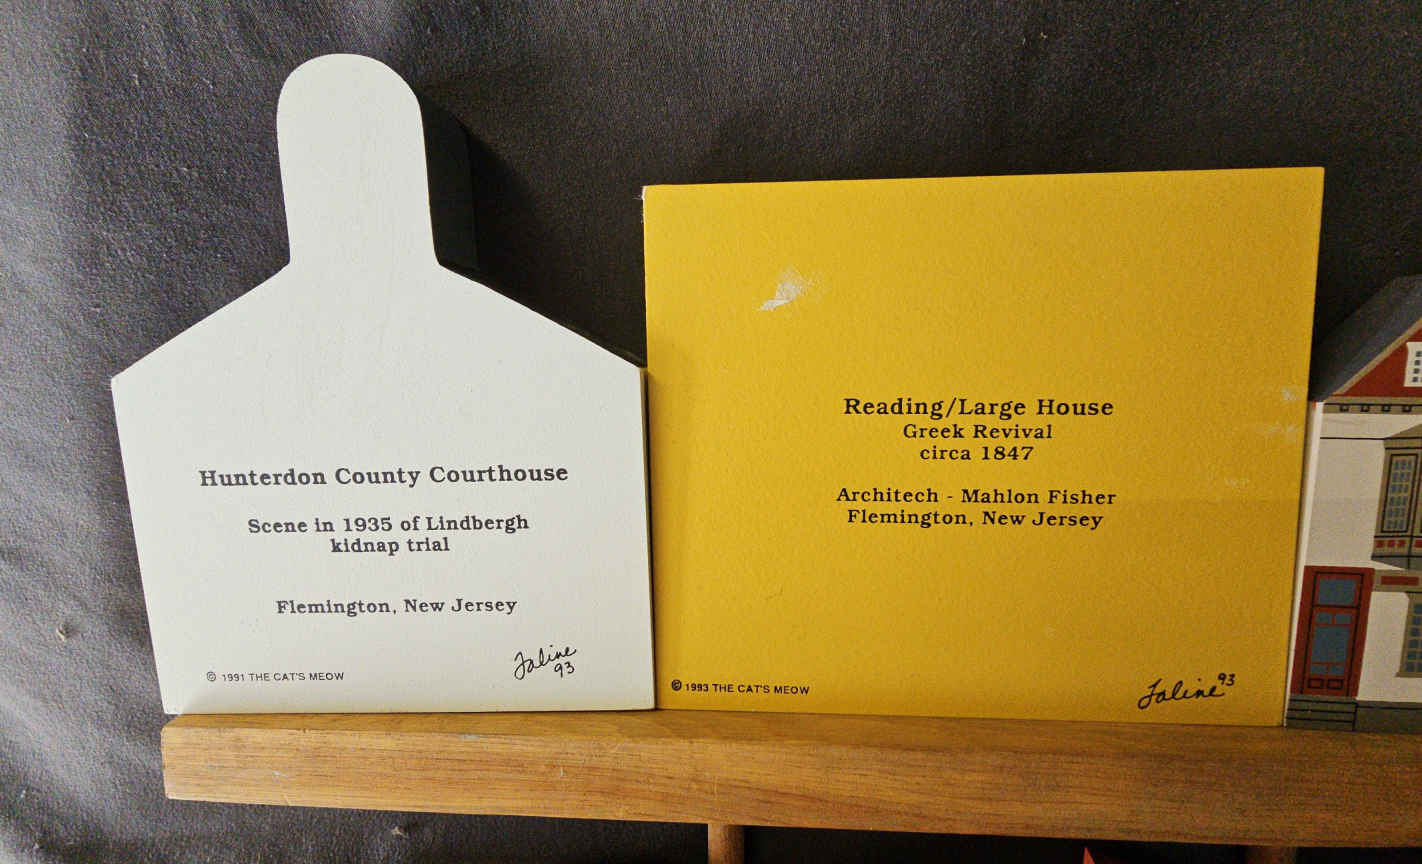 Hunterdon County Courthouse
Scene in 1935 of Lindbergh
kidnap trial
Flemington, New Jersey
Faline
93
© 1991 THE CAT'S MEOW
Reading/Large House
Greek Revival
circa 1847
Architech - Mahlon Fisher
Flemington, New Jersey
© 1993 THE CAT'S MEOW
Faline 93